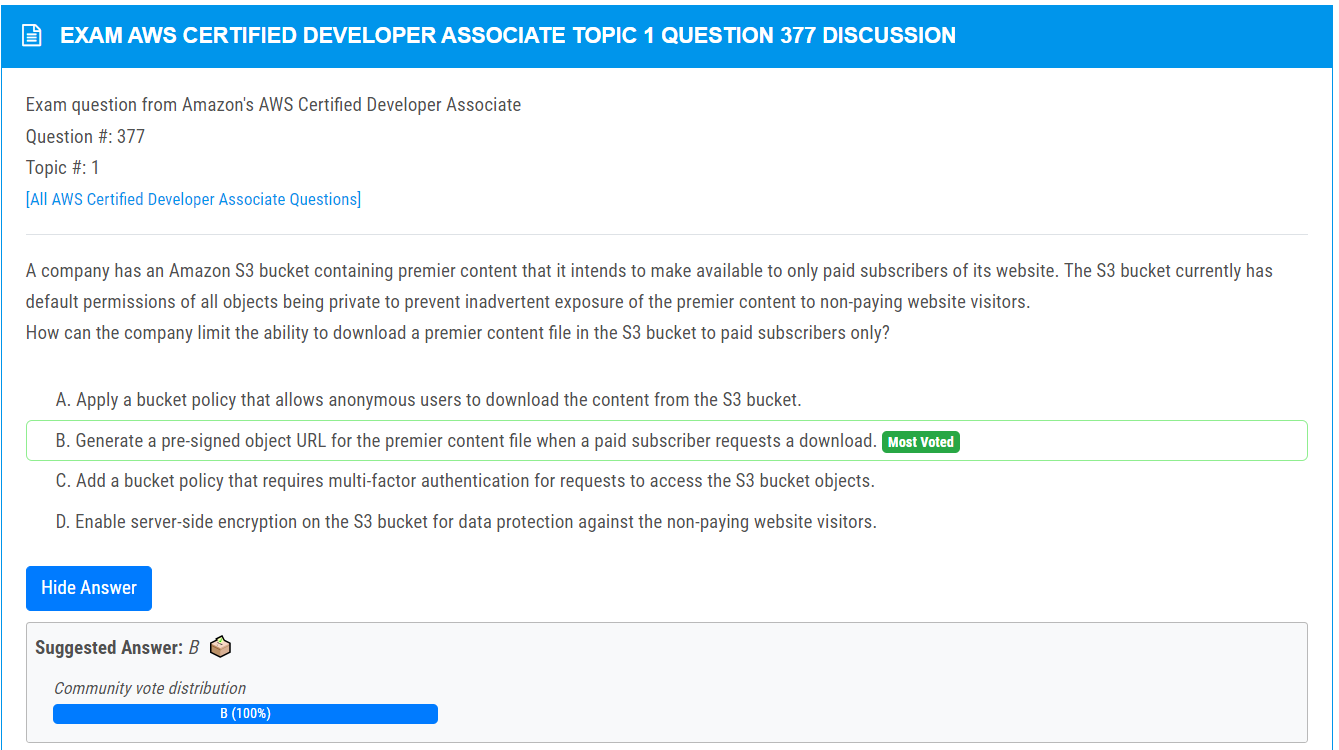 EXAM AWS CERTIFIED DEVELOPER ASSOCIATE TOPIC 1 QUESTION 377 DISCUSSION
Exam question from Amazon's AWS Certified Developer Associate
Question #: 377
Topic #: 1
[All AWS Certified Developer Associate Questions]
A company has an Amazon S3 bucket containing premier content that it intends to make available to only paid subscribers of its website. The S3 bucket currently has
default permissions of all objects being private to prevent inadvertent exposure of the premier content to non-paying website visitors.
How can the company limit the ability to download a premier content file in the S3 bucket to paid subscribers only?
A. Apply a bucket policy that allows anonymous users to download the content from the S3 bucket.
B. Generate a pre-signed object URL for the premier content file when a paid subscriber requests a download. Most Voted
C. Add a bucket policy that requires multi-factor authentication for requests to access the S3 bucket objects.
D. Enable server-side encryption on the S3 bucket for data protection against the non-paying website visitors.
Hide Answer
Suggested Answer: B
Community vote distribution
B (100%)